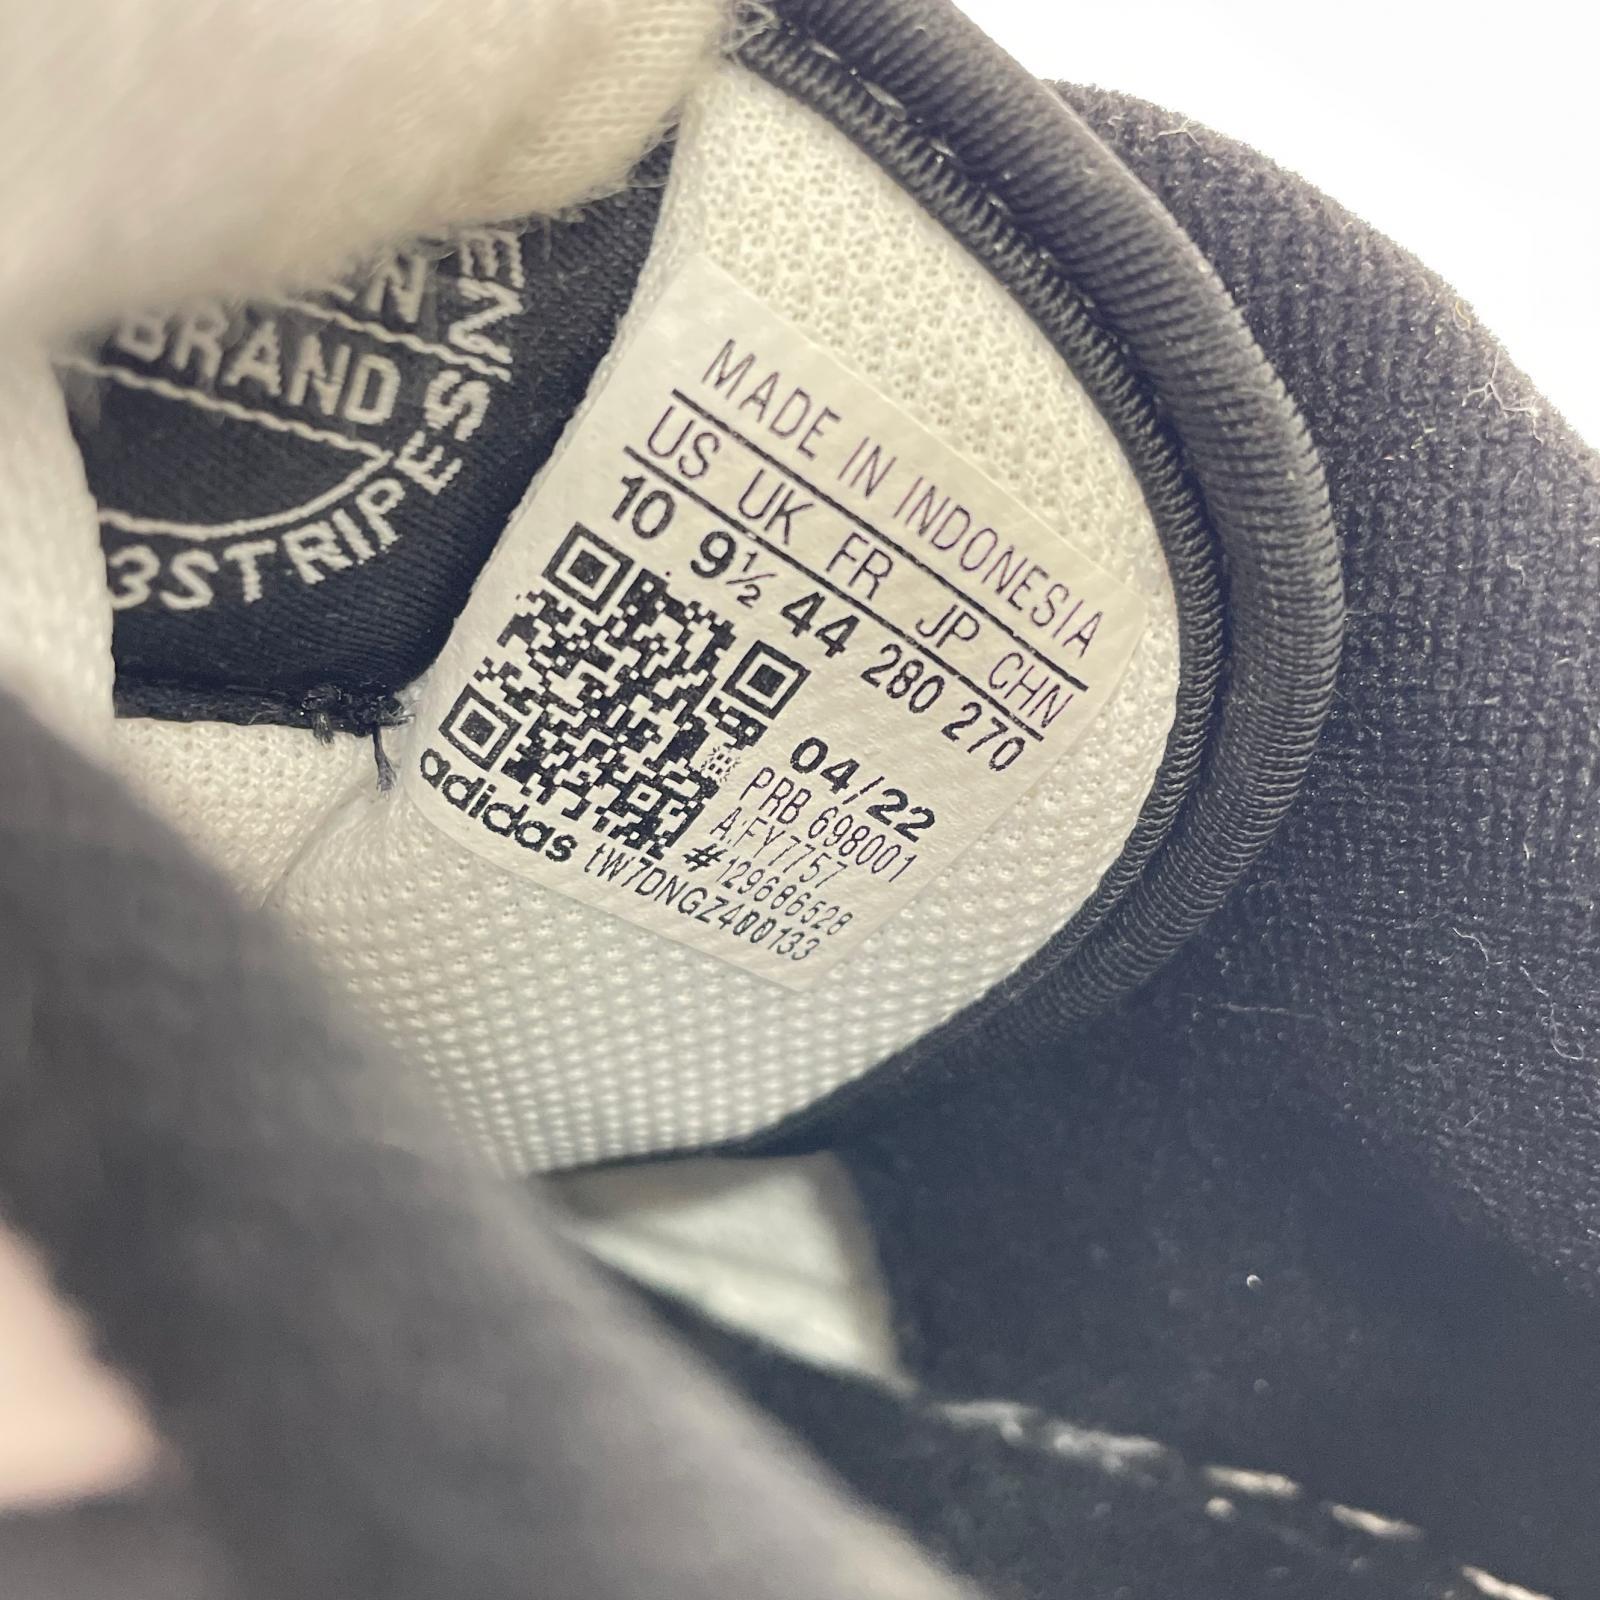 BRAND
3STRIPES
MADE IN INDONESIA
US UK FR JP CHN
10 9½ 44 280 270
04/22
PRB 698001
A:FY7757
#129686528
adidas tW7DNGZ400133